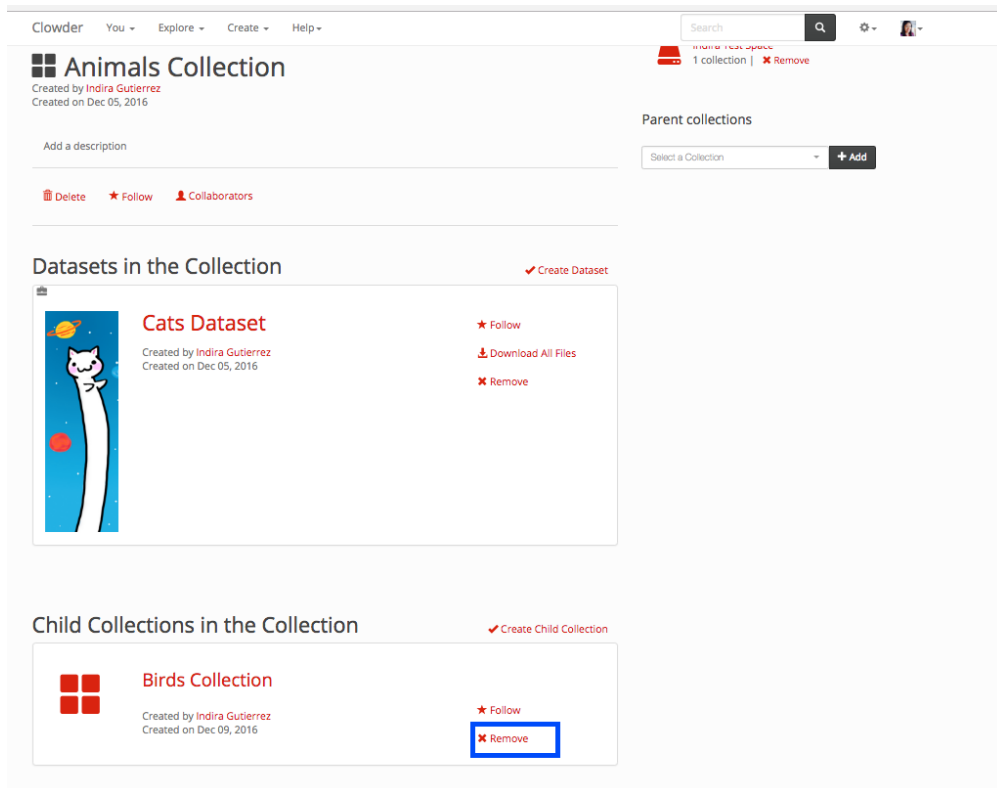 Clowder You Explore Create Help Search
Indira Test Space
1 collection | Remove
Animals Collection
Created by Indira Gutierrez
Created on Dec 05, 2016
Parent collections
Add a description
Select a Collection Add
Delete Follow Collaborators
Datasets in the Collection
Create Dataset
Cats Dataset
Created by Indira Gutierrez
Created on Dec 05, 2016
Follow
Download All Files
Remove
Child Collections in the Collection
Create Child Collection
Birds Collection
Created by Indira Gutierrez
Created on Dec 09, 2016
Follow
Remove